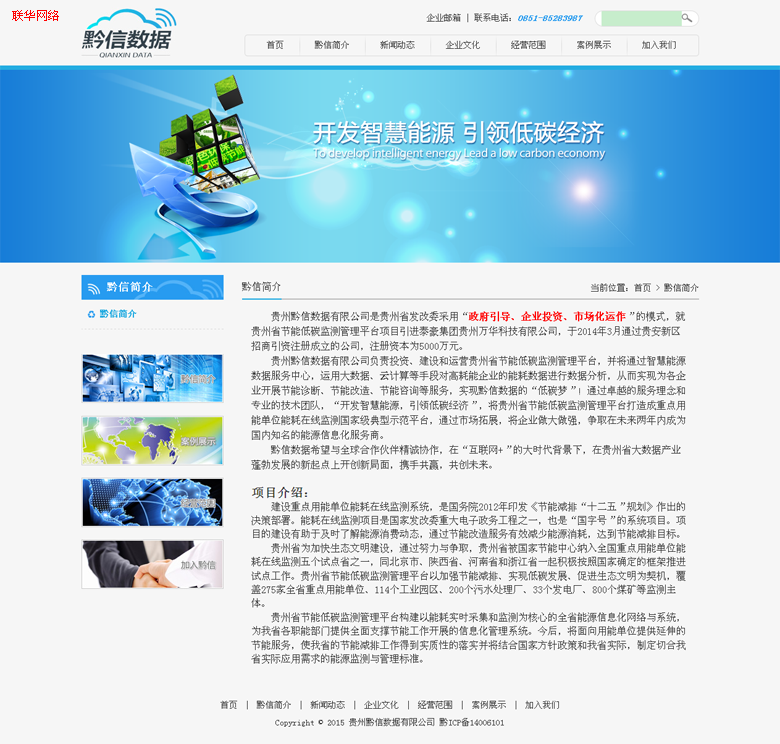 联华网络
黔信数据
QIANXIN DATA
企业邮箱 | 联系电话: 0851-85283987
首页 黔信简介 新闻动态 企业文化 经营范围 案例展示 加入我们
开发智慧能源 引领低碳经济
To develop intelligent energy Lead a low carbon economy
黔信简介
黔信简介
案例展示
加入黔信
黔信简介
当前位置: 首页 > 黔信简介
贵州黔信数据有限公司是贵州省发改委采用“政府引导、企业投资、市场化运作 ”的模式，就
贵州省节能低碳监测管理平台项目引进泰豪集团贵州万华科技有限公司，于2014年3月通过贵安新区
招商引资注册成立的公司，注册资本为5000万元。
贵州黔信数据有限公司负责投资、建设和运营贵州省节能低碳监测管理平台，并将通过智慧能源
数据服务中心，运用大数据、云计算等手段对高耗能企业的能耗数据进行数据分析，从而实现为各企
业开展节能诊断、节能改造、节能咨询等服务，实现黔信数据的“低碳梦 ”！通过卓越的服务理念和
专业的技术团队，“开发智慧能源，引领低碳经济 ”，将贵州省节能低碳监测管理平台打造成重点用
能单位能耗在线监测国家级典型示范平台，通过市场拓展，将企业做大做强，争取在未来两年内成为
国内知名的能源信息化服务商。
黔信数据希望与全球合作伙伴精诚协作，在“互联网+ ”的大时代背景下，在贵州省大数据产业
蓬勃发展的新起点上开创新局面，携手共赢，共创未来。
项目介绍：
建设重点用能单位能耗在线监测系统，是国务院2012年印发《节能减排“十二五 ”规划》作出的
决策部署。能耗在线监测项目是国家发改委重大电子政务工程之一，也是“国字号 ”的系统项目。项
目的建设有助于及时了解能源消费动态，通过节能改造服务有效减少能源消耗，达到节能减排目标。
贵州省为加快生态文明建设，通过努力与争取，贵州省被国家节能中心纳入全国重点用能单位能
耗在线监测五个试点省之一，同北京市、陕西省、河南省和浙江省一起积极按照国家确定的框架推进
试点工作。贵州省节能低碳监测管理平台以加强节能减排、实现低碳发展、促进生态文明为契机，覆
盖275家全省重点用能单位、114个工业园区、200个污水处理厂、33个发电厂、800个煤矿等监测主
体。
贵州省节能低碳监测管理平台构建以能耗实时采集和监测为核心的全省能源信息化网络与系统，
为我省各职能部门提供全面支撑节能工作开展的信息化管理系统。今后，将面向用能单位提供延伸的
节能服务，使我省的节能减排工作得到实质性的落实并将结合国家方针政策和我省实际，制定切合我
省实际应用需求的能源监测与管理标准。
首页 | 黔信简介 | 新闻动态 | 企业文化 | 经营范围 | 案例展示 | 加入我们
Copyright © 2015 贵州黔信数据有限公司 黔ICP备14006101